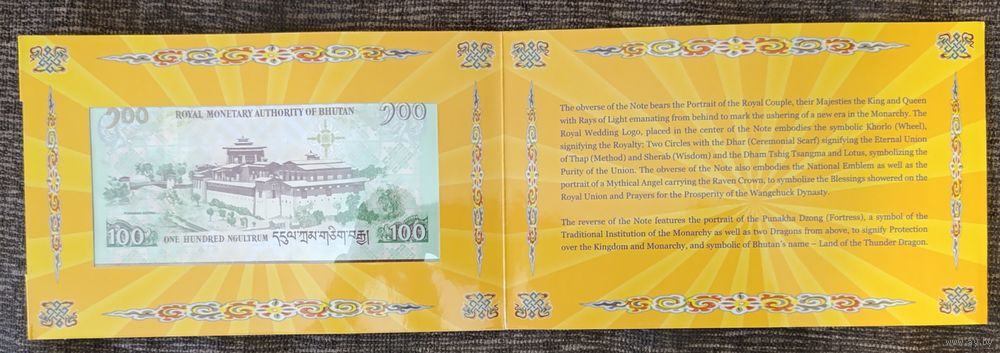 ༡༠༠
ROYAL MONETARY AUTHORITY OF BHUTAN
༡༠༠
100
ONE HUNDRED NGULTRUM
དངུལ་ཀྲམ་གཅིག་བརྒྱ།
100
The obverse of the Note bears the Portrait of the Royal Couple, their Majesties the King and Queen
with Rays of Light emanating from behind to mark the ushering of a new era in the Monarchy. The
Royal Wedding Logo, placed in the center of the Note embodies the symbolic Khorlo (Wheel),
signifying the Royalty; Two Circles with the Dhar (Ceremonial Scarf) signifying the Eternal Union
of Thap (Method) and Sherab (Wisdom) and the Dham Tshig Tsangma and Lotus, symbolizing the
Purity of the Union. The obverse of the Note also embodies the National Emblem as well as the
portrait of a Mythical Angel carrying the Raven Crown, to symbolize the Blessings showered on the
Royal Union and Prayers for the Prosperity of the Wangchuck Dynasty.
The reverse of the Note features the portrait of the Punakha Dzong (Fortress), a symbol of the
Traditional Institution of the Monarchy as well as two Dragons from above, to signify Protection
over the Kingdom and Monarchy, and symbolic of Bhutan's name – Land of the Thunder Dragon.
www.ay.by